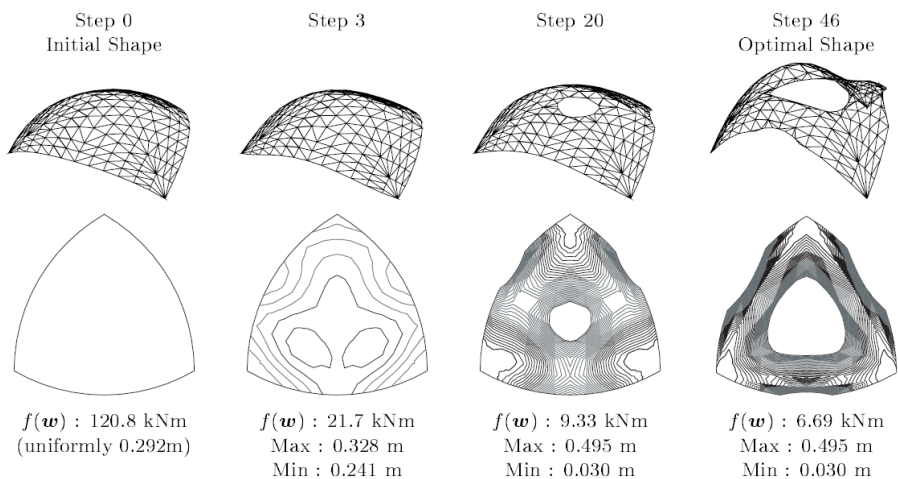 Step 0
Initial Shape
Step 3
Step 20
Step 46
Optimal Shape
f(w) : 120.8 kNm
(uniformly 0.292m)
f(w) : 21.7 kNm
Max : 0.328 m
Min : 0.241 m
f(w) : 9.33 kNm
Max : 0.495 m
Min : 0.030 m
f(w) : 6.69 kNm
Max : 0.495 m
Min : 0.030 m